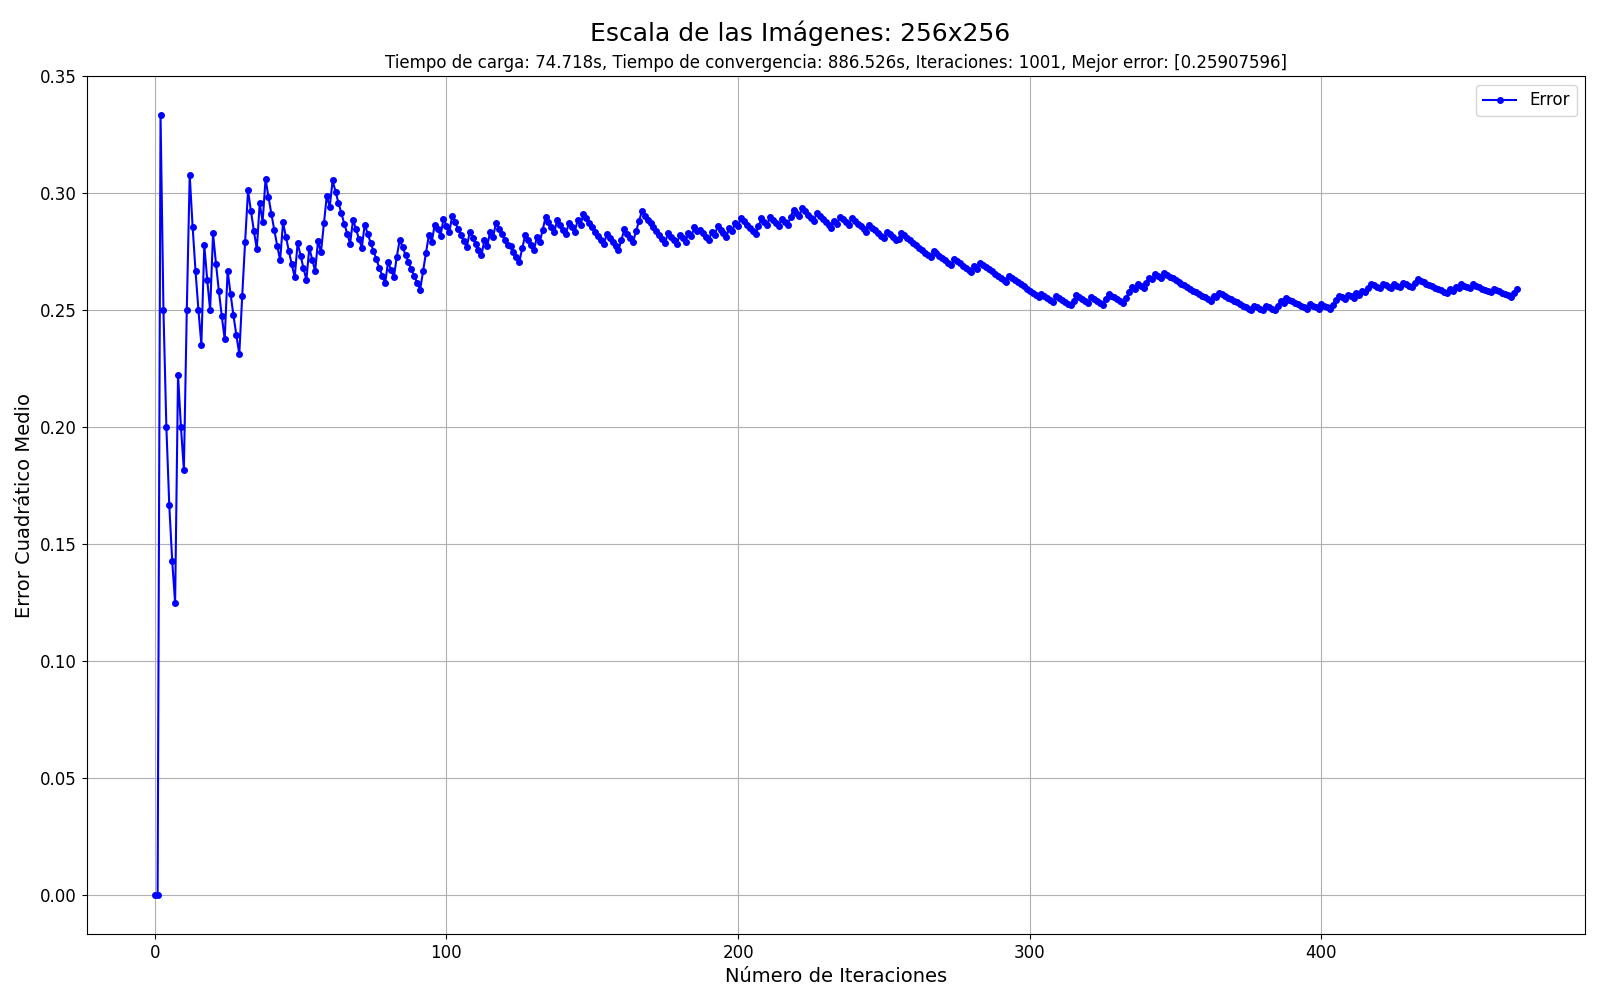 Escala de las Imágenes: 256x256
Tiempo de carga: 74.718s, Tiempo de convergencia: 886.526s, Iteraciones: 1001, Mejor error: [0.25907596]
Error
0.35
0.30
0.25
0.20
0.15
0.10
0.05
0.00
Error Cuadrático Medio
0 100 200 300 400
Número de Iteraciones